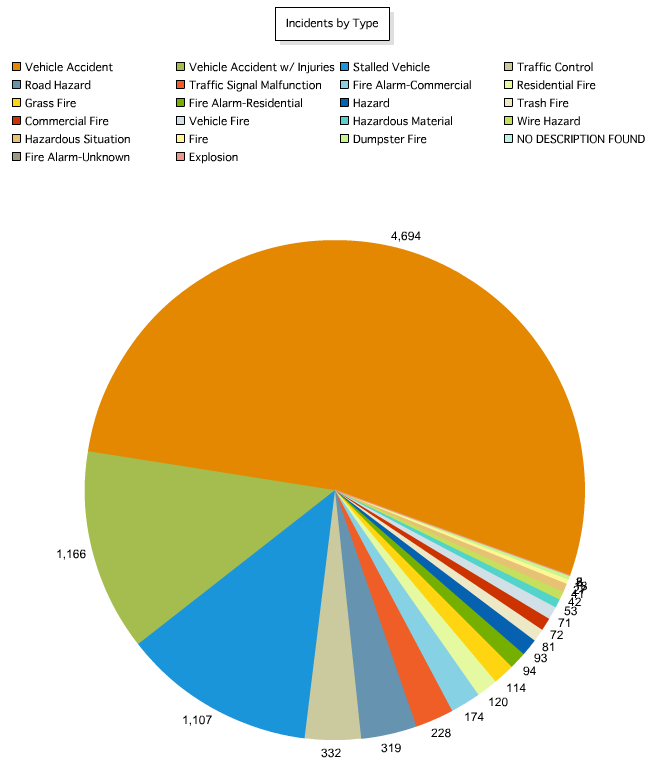 Incidents by Type
Vehicle Accident Vehicle Accident w/ Injuries Stalled Vehicle Traffic Control
Road Hazard Traffic Signal Malfunction Fire Alarm-Commercial Residential Fire
Grass Fire Fire Alarm-Residential Hazard Trash Fire
Commercial Fire Vehicle Fire Hazardous Material Wire Hazard
Hazardous Situation Fire Dumpster Fire NO DESCRIPTION FOUND
Fire Alarm-Unknown Explosion
4,694
1,166
1,107
332
319
228
174
120
114
94
93
81
72
71
53
42